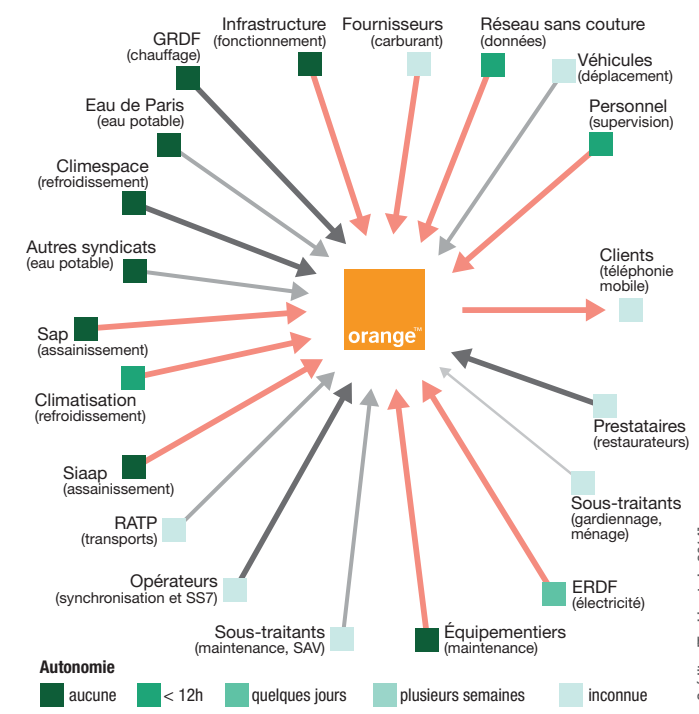 Infrastructure
(fonctionnement)
Fournisseurs
(carburant)
Réseau sans couture
(données)
GRDF
(chauffage)
Véhicules
(déplacement)
Eau de Paris
(eau potable)
Personnel
(supervision)
Climespace
(refroidissement)
Autres syndicats
(eau potable)
Clients
(téléphonie
mobile)
orange™
Sap
(assainissement)
Climatisation
(refroidissement)
Prestataires
(restaurateurs)
Siaap
(assainissement)
Sous-traitants
(gardiennage,
ménage)
RATP
(transports)
Opérateurs
(synchronisation et SS7)
ERDF
(électricité)
Sous-traitants
(maintenance, SAV)
Équipementiers
(maintenance)
Autonomie
aucune
< 12h
quelques jours
plusieurs semaines
inconnue